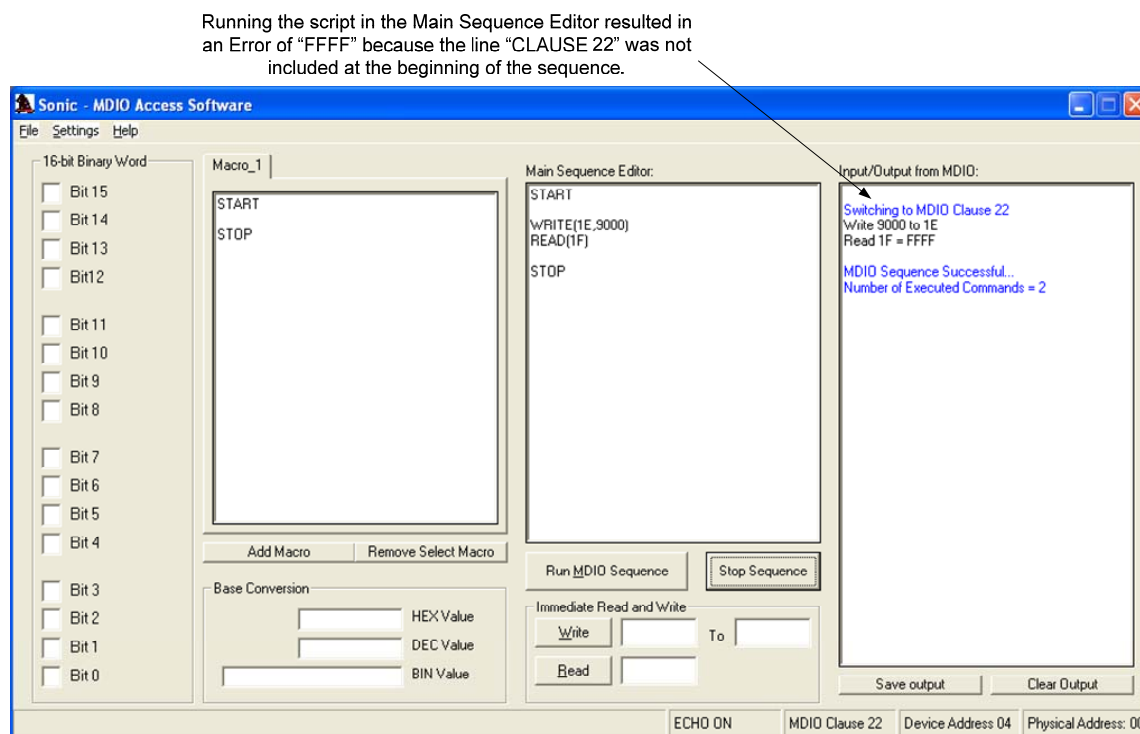 Running the script in the Main Sequence Editor resulted in
an Error of “FFFF” because the line “CLAUSE 22” was not
included at the beginning of the sequence.
Sonic - MDIO Access Software
File Settings Help
16-bit Binary Word
Bit 15
Bit 14
Bit 13
Bit12
Bit 11
Bit 10
Bit 9
Bit 8
Bit 7
Bit 6
Bit 5
Bit 4
Bit 3
Bit 2
Bit 1
Bit 0
Macro_1
START
STOP
Add Macro
Remove Select Macro
Base Conversion
HEX Value
DEC Value
BIN Value
Main Sequence Editor:
START
WRITE(1E,9000)
READ(1F)
STOP
Run MDIO Sequence
Stop Sequence
Immediate Read and Write
Write
To
Read
Input/Output from MDIO:
Switching to MDIO Clause 22
Write 9000 to 1E
Read 1F = FFFF
MDIO Sequence Successful...
Number of Executed Commands = 2
Save output
Clear Output
ECHO ON
MDIO Clause 22
Device Address 04
Physical Address: